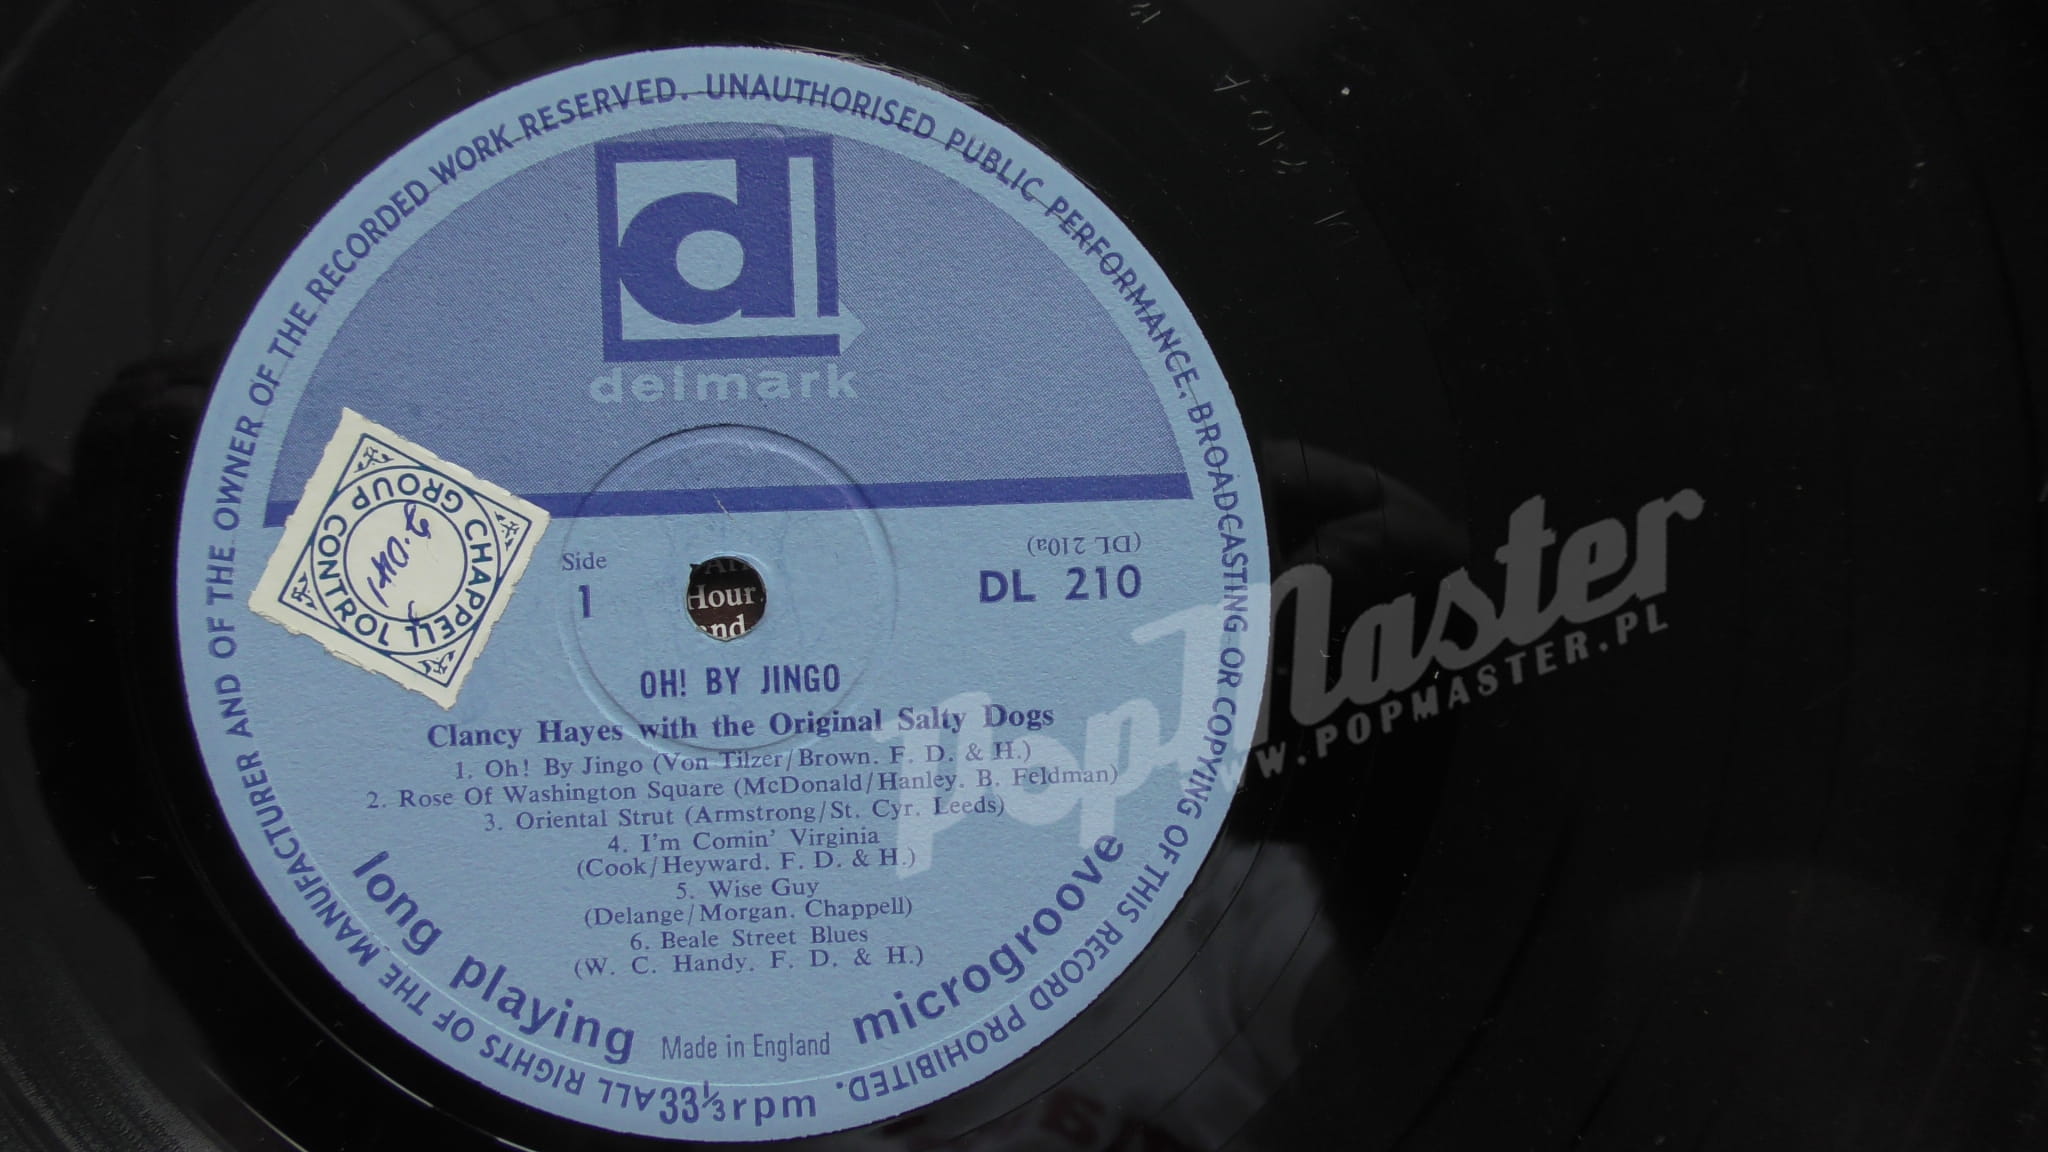 ALL RIGHTS OF THE MANUFACTURER AND OF THE OWNER OF THE RECORDED WORK RESERVED. UNAUTHORISED PUBLIC PERFORMANCE, BROADCASTING OR COPYING OF THIS RECORD PROHIBITED.
dl
delmark
CHAPPELL GROUP CONTROL
Side
1
(DL 210a)
DL 210
Hour
and
OH! BY JINGO
Clancy Hayes with the Original Salty Dogs
1. Oh! By Jingo (Von Tilzer/Brown. F. D. & H.)
2. Rose Of Washington Square (McDonald/Hanley. B. Feldman)
3. Oriental Strut (Armstrong/St. Cyr. Leeds)
4. I'm Comin' Virginia
(Cook/Heyward. F. D. & H.)
5. Wise Guy
(Delange/Morgan. Chappell)
6. Beale Street Blues
(W. C. Handy. F. D. & H.)
long playing microgroove
Made in England
33⅓rpm
PopMaster
WWW.POPMASTER.PL